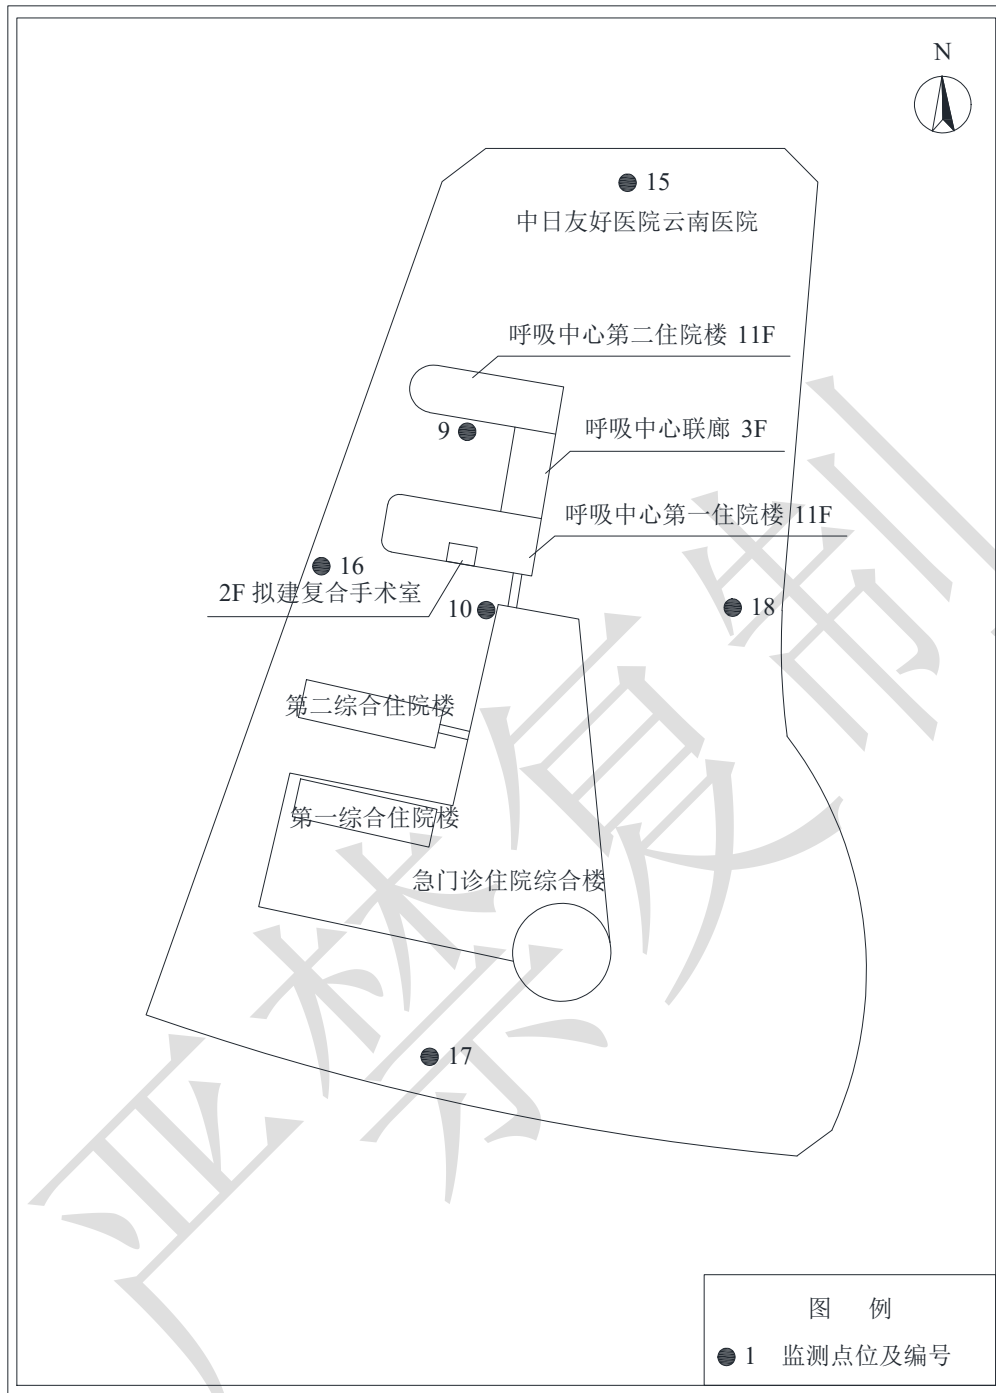 N
15
中日友好医院云南医院
呼吸中心第二住院楼 11F
9
呼吸中心联廊 3F
呼吸中心第一住院楼 11F
16
2F 拟建复合手术室
10
18
第二综合住院楼
第一综合住院楼
急门诊住院综合楼
17
严禁复制
图 例
1 监测点位及编号